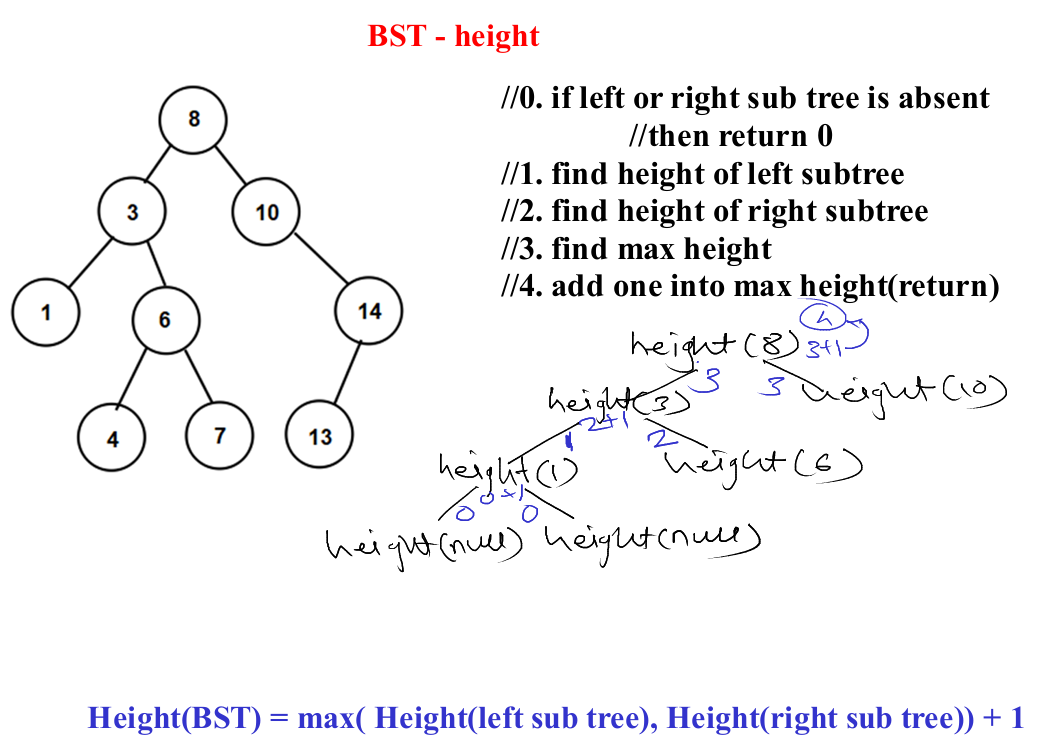 BST - height
8
3
10
1
6
14
4
7
13
//0. if left or right sub tree is absent
//then return 0
//1. find height of left subtree
//2. find height of right subtree
//3. find max height
//4. add one into max height(return)
4
height(8) 3+1
3 3 height(10)
height(3)
2+1
1 2
height(1) height(6)
0+1
0 0
height(null) height(null)
Height(BST) = max( Height(left sub tree), Height(right sub tree)) + 1